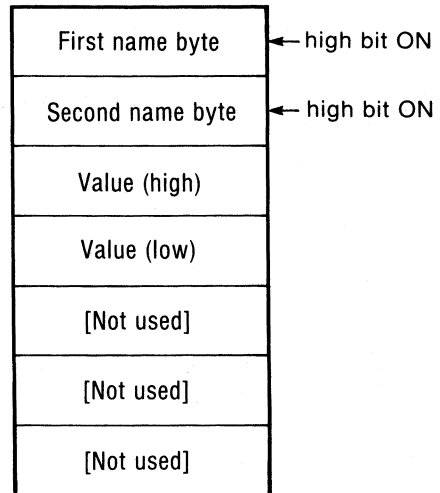 First name byte
high bit ON
Second name byte
high bit ON
Value (high)
Value (low)
[Not used]
[Not used]
[Not used]